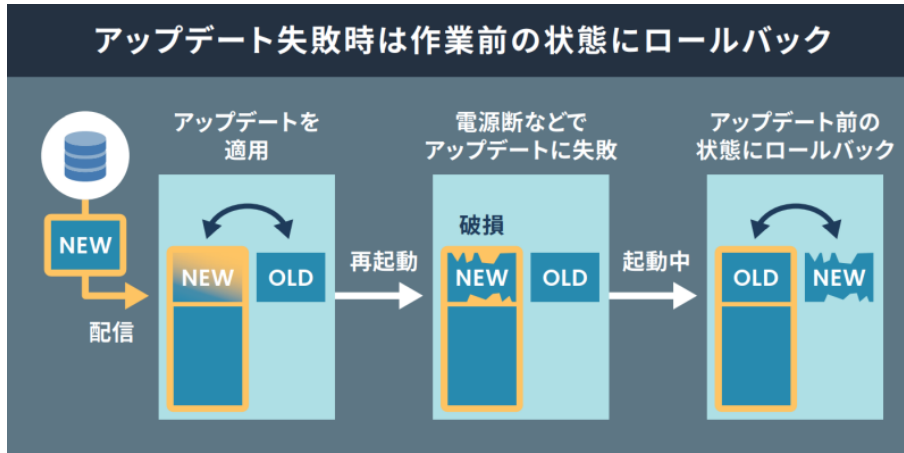 アップデート失敗時は作業前の状態にロールバック
アップデートを
適用
電源断などで
アップデートに失敗
アップデート前の
状態にロールバック
NEW
配信
NEW
OLD
再起動
破損
NEW
OLD
起動中
OLD
NEW